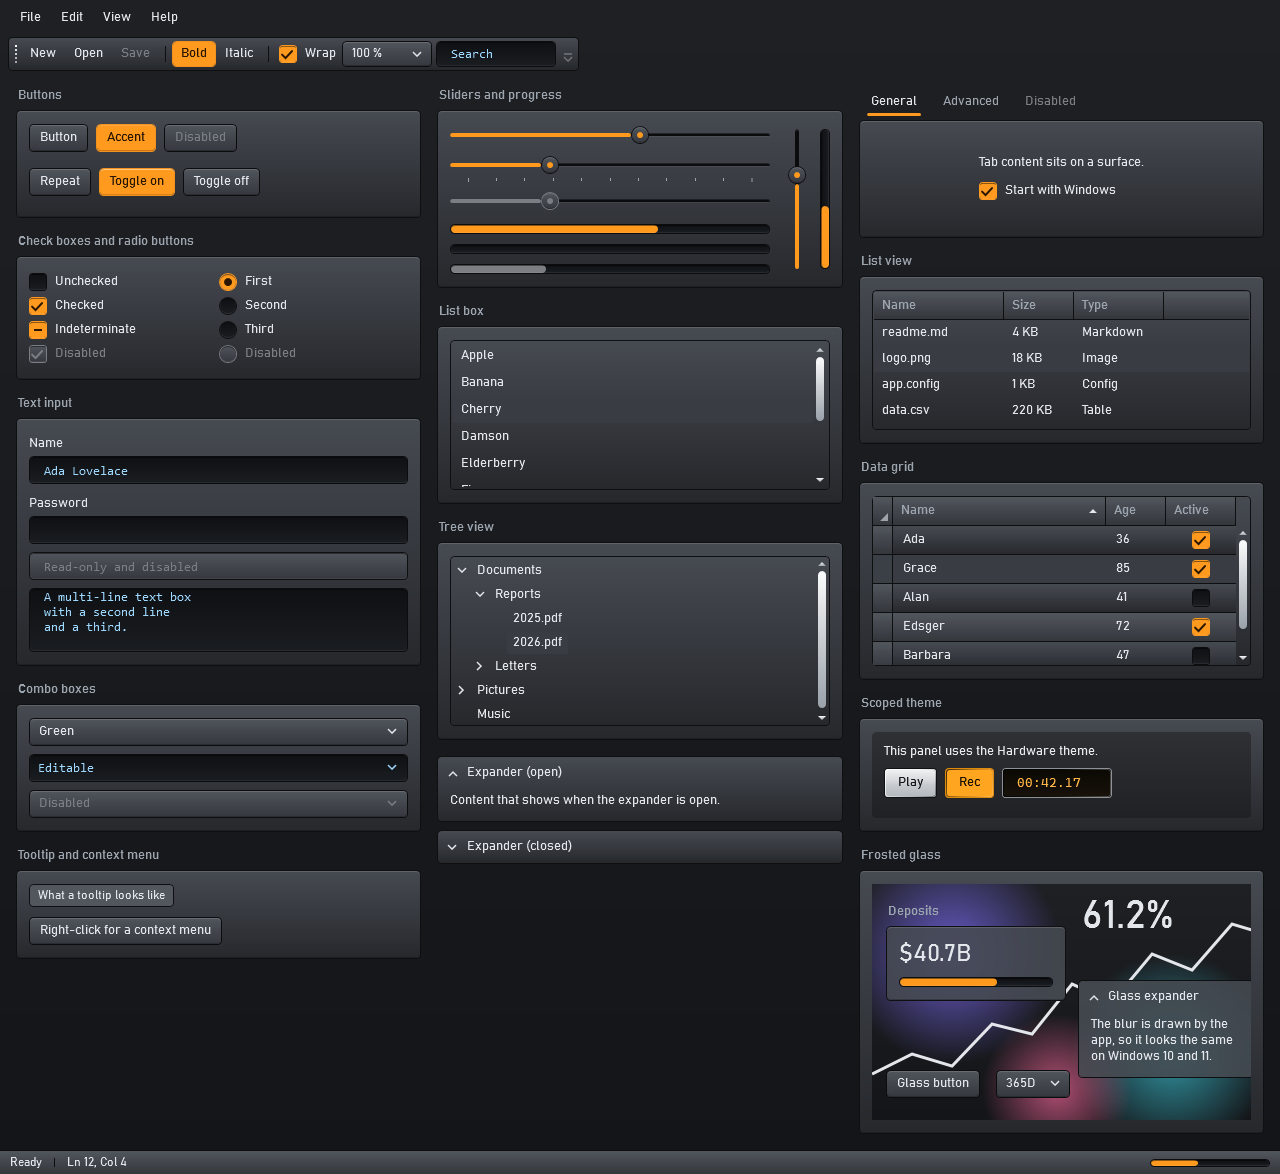 File Edit View Help
New Open Save Bold Italic Wrap 100 % Search
Buttons
Button Accent Disabled
Repeat Toggle on Toggle off
Check boxes and radio buttons
Unchecked First
Checked Second
Indeterminate Third
Disabled Disabled
Text input
Name
Ada Lovelace
Password
Read-only and disabled
A multi-line text box
with a second line
and a third.
Combo boxes
Green
Editable
Disabled
Tooltip and context menu
What a tooltip looks like
Right-click for a context menu
Sliders and progress
List box
Apple
Banana
Cherry
Damson
Elderberry
Tree view
Documents
Reports
2025.pdf
2026.pdf
Letters
Pictures
Music
Expander (open)
Content that shows when the expander is open.
Expander (closed)
General Advanced Disabled
Tab content sits on a surface.
Start with Windows
List view
Name Size Type
readme.md 4 KB Markdown
logo.png 18 KB Image
app.config 1 KB Config
data.csv 220 KB Table
Data grid
Name Age Active
Ada 36
Grace 85
Alan 41
Edsger 72
Barbara 47
Scoped theme
This panel uses the Hardware theme.
Play Rec 00:42.17
Frosted glass
Deposits
$40.7B
61.2%
Glass expander
The blur is drawn by the
app, so it looks the same
on Windows 10 and 11.
Glass button 365D
Ready Ln 12, Col 4